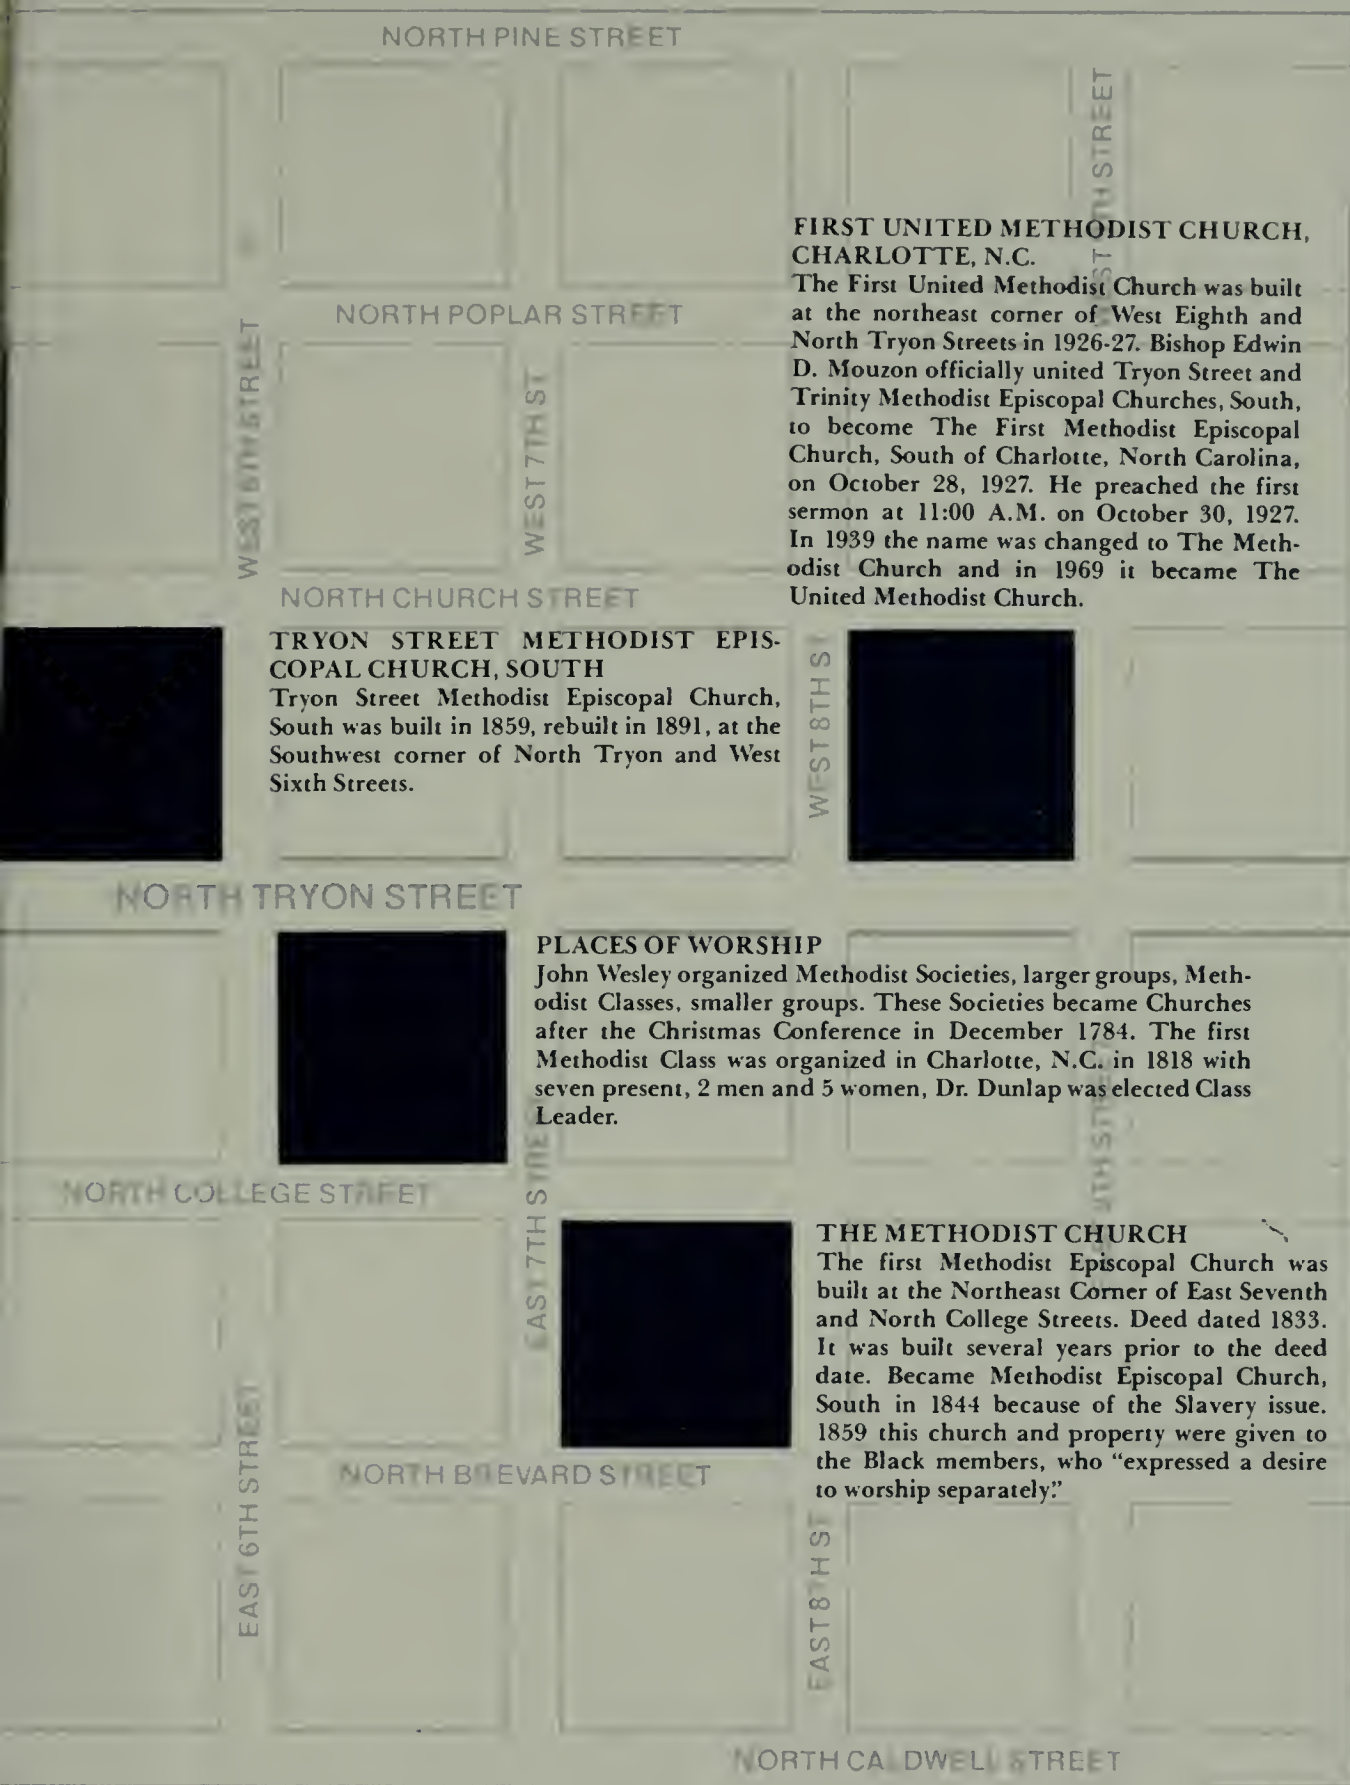 NORTH PINE STREET
FIRST UNITED METHODIST CHURCH,
CHARLOTTE, N.C.
The First United Methodist Church was built
at the northeast corner of West Eighth and
North Tryon Streets in 1926-27. Bishop Edwin
D. Mouzon officially united Tryon Street and
Trinity Methodist Episcopal Churches, South,
to become The First Methodist Episcopal
Church, South of Charlotte, North Carolina,
on October 28, 1927. He preached the first
sermon at 11:00 A.M. on October 30, 1927.
In 1939 the name was changed to The Meth-
odist Church and in 1969 it became The
United Methodist Church.
NORTH POPLAR STREET
WEST 6TH STREET
WEST 7TH ST
NORTH CHURCH STREET
TRYON STREET METHODIST EPIS-
COPAL CHURCH, SOUTH
Tryon Street Methodist Episcopal Church,
South was built in 1859, rebuilt in 1891, at the
Southwest corner of North Tryon and West
Sixth Streets.
WEST 8TH ST
NORTH TRYON STREET
PLACES OF WORSHIP
John Wesley organized Methodist Societies, larger groups, Meth-
odist Classes, smaller groups. These Societies became Churches
after the Christmas Conference in December 1784. The first
Methodist Class was organized in Charlotte, N.C. in 1818 with
seven present, 2 men and 5 women, Dr. Dunlap was elected Class
Leader.
NORTH COLLEGE STREET
EAST 7TH STREET
THE METHODIST CHURCH
The first Methodist Episcopal Church was
built at the Northeast Corner of East Seventh
and North College Streets. Deed dated 1833.
It was built several years prior to the deed
date. Became Methodist Episcopal Church,
South in 1844 because of the Slavery issue.
1859 this church and property were given to
the Black members, who “expressed a desire
to worship separately.”
NORTH BREVARD STREET
EAST 6TH STREET
EAST 8TH ST
NORTH CALDWELL STREET